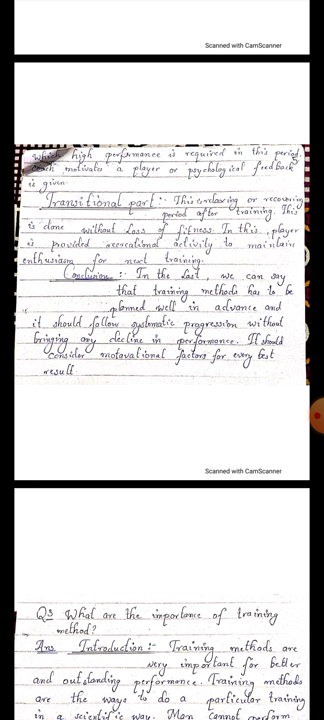 Scanned with CamScanner
Which high performance is required in this period,
coach motivates a player or psychological feedback
is given.
Transitional part :- This relaxing or recovering
period after training. This
is done without Loss of fitness. In this, player
is provided recreational activity to maintain
enthusiasm for next training.
Conclusion :- In the Last, we can say
that training methods has to be
planned well in advance and
it should follow systematic progression without
bringing any decline in performance. It should
consider motavational factors for every best
result.
Scanned with CamScanner
Q3 What are the importance of training
method?
Ans Introduction :- Training methods are
very important for better
and outstanding performance. Training methods
are the ways to do a particular training
in a scientific way. Man cannot perform